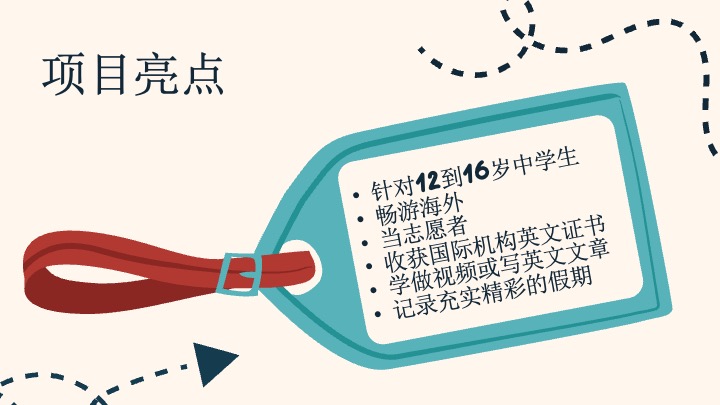 项目亮点
• 针对12到16岁中学生
• 畅游海外
• 当志愿者
• 收获国际机构英文证书
• 学做视频或写英文文章
• 记录充实精彩的假期